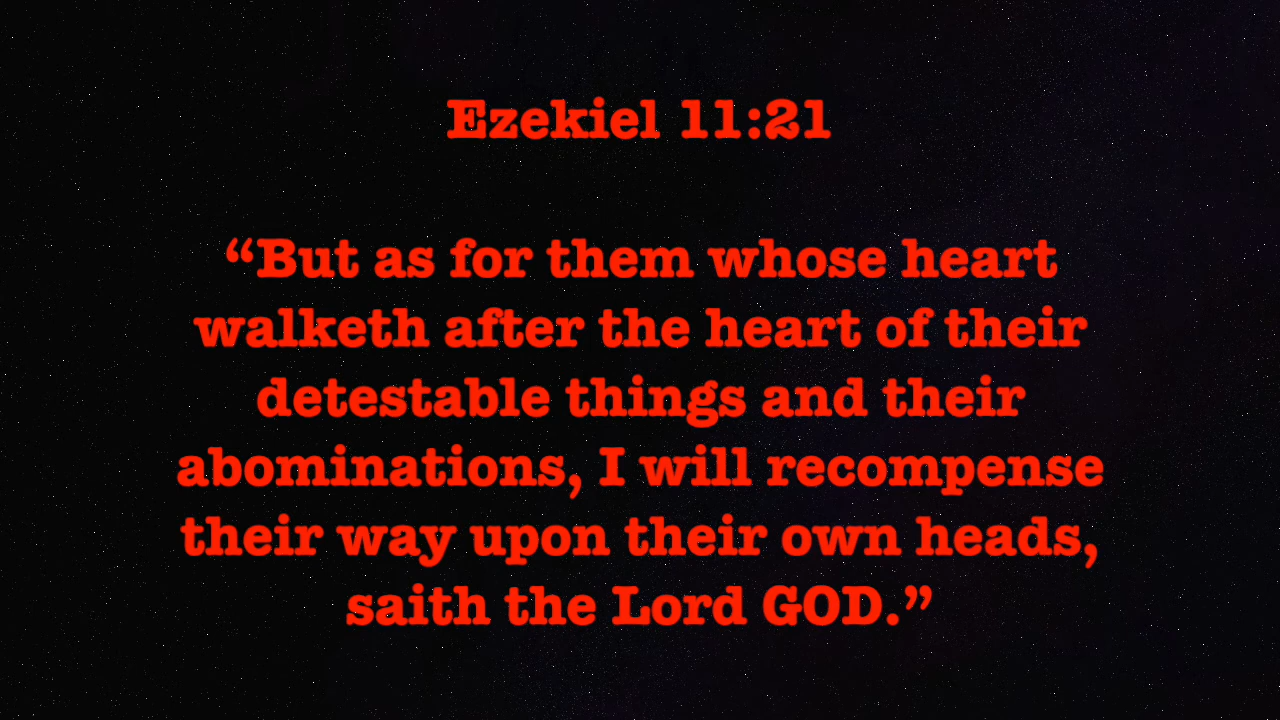 Ezekiel 11:21
“But as for them whose heart
walketh after the heart of their
detestable things and their
abominations, I will recompense
their way upon their own heads,
saith the Lord GOD.”